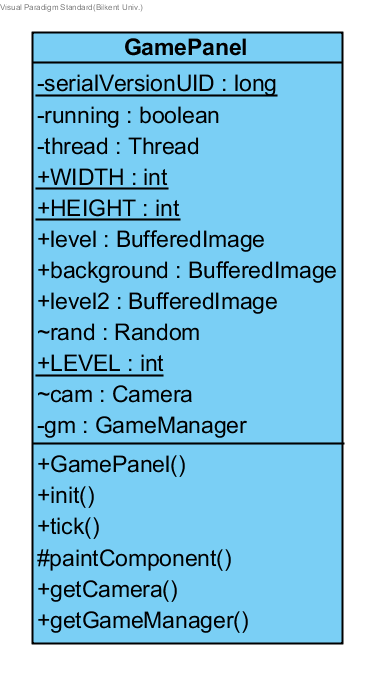 Visual Paradigm Standard(Bilkent Univ.)
GamePanel
-serialVersionUID : long
-running : boolean
-thread : Thread
+WIDTH : int
+HEIGHT : int
+level : BufferedImage
+background : BufferedImage
+level2 : BufferedImage
~rand : Random
+LEVEL : int
~cam : Camera
-gm : GameManager
+GamePanel()
+init()
+tick()
#paintComponent()
+getCamera()
+getGameManager()